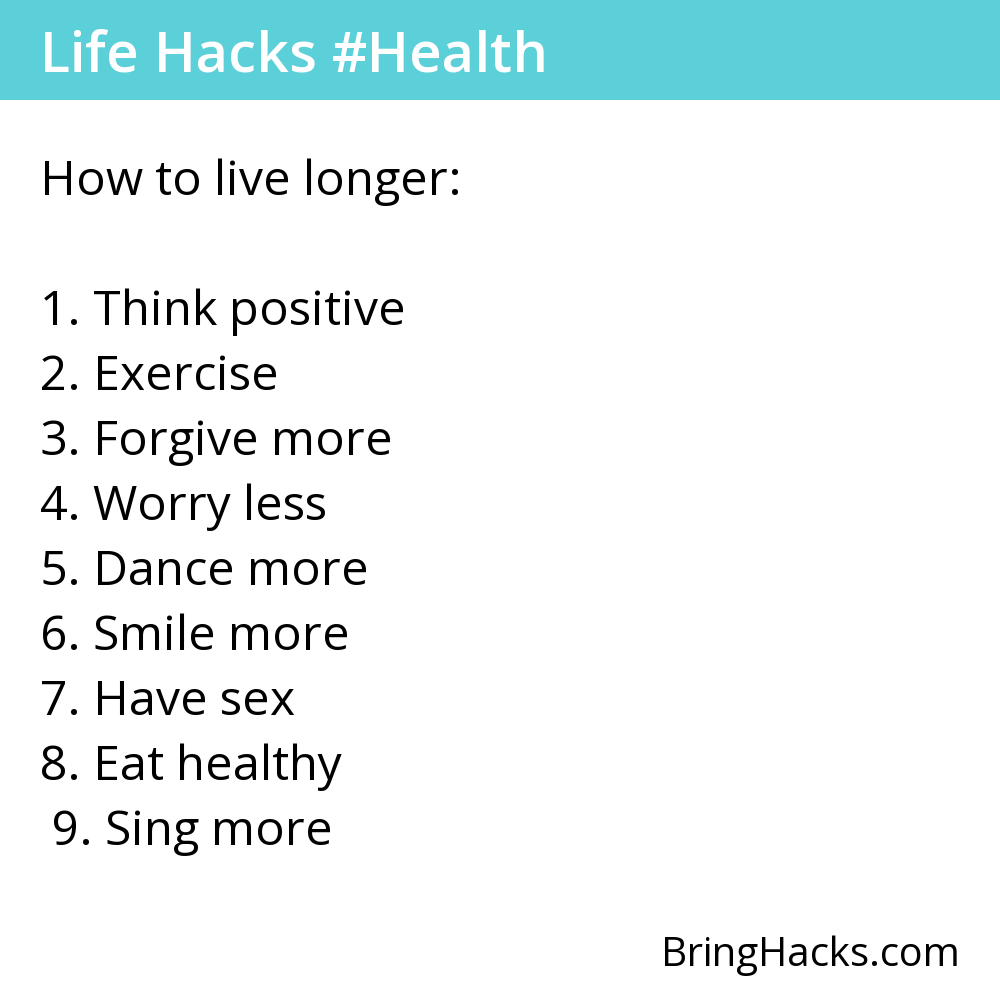 Life Hacks #Health
How to live longer:
1. Think positive
2. Exercise
3. Forgive more
4. Worry less
5. Dance more
6. Smile more
7. Have sex
8. Eat healthy
9. Sing more
BringHacks.com